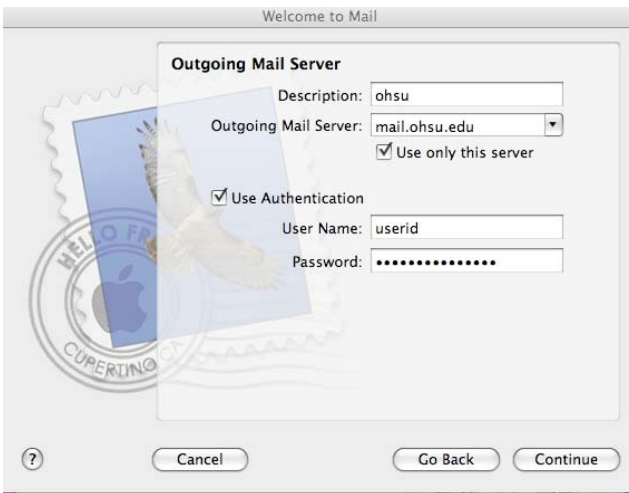 Welcome to Mail
Outgoing Mail Server
Description: ohsu
Outgoing Mail Server: mail.ohsu.edu
Use only this server
Use Authentication
User Name: userid
Password: •••••••••••••••
HELLO FR
CUPERTINO CA
? Cancel Go Back Continue